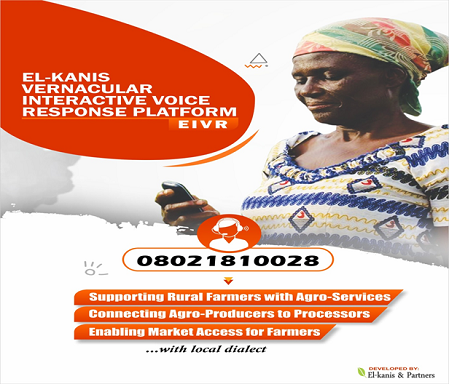 EL-KANIS
VERNACULAR
INTERACTIVE VOICE
RESPONSE PLATFORM
EIVR
08021810028
Supporting Rural Farmers with Agro-Services
Connecting Agro-Producers to Processors
Enabling Market Access for Farmers
...with local dialect
DEVELOPED BY:
El-kanis & Partners